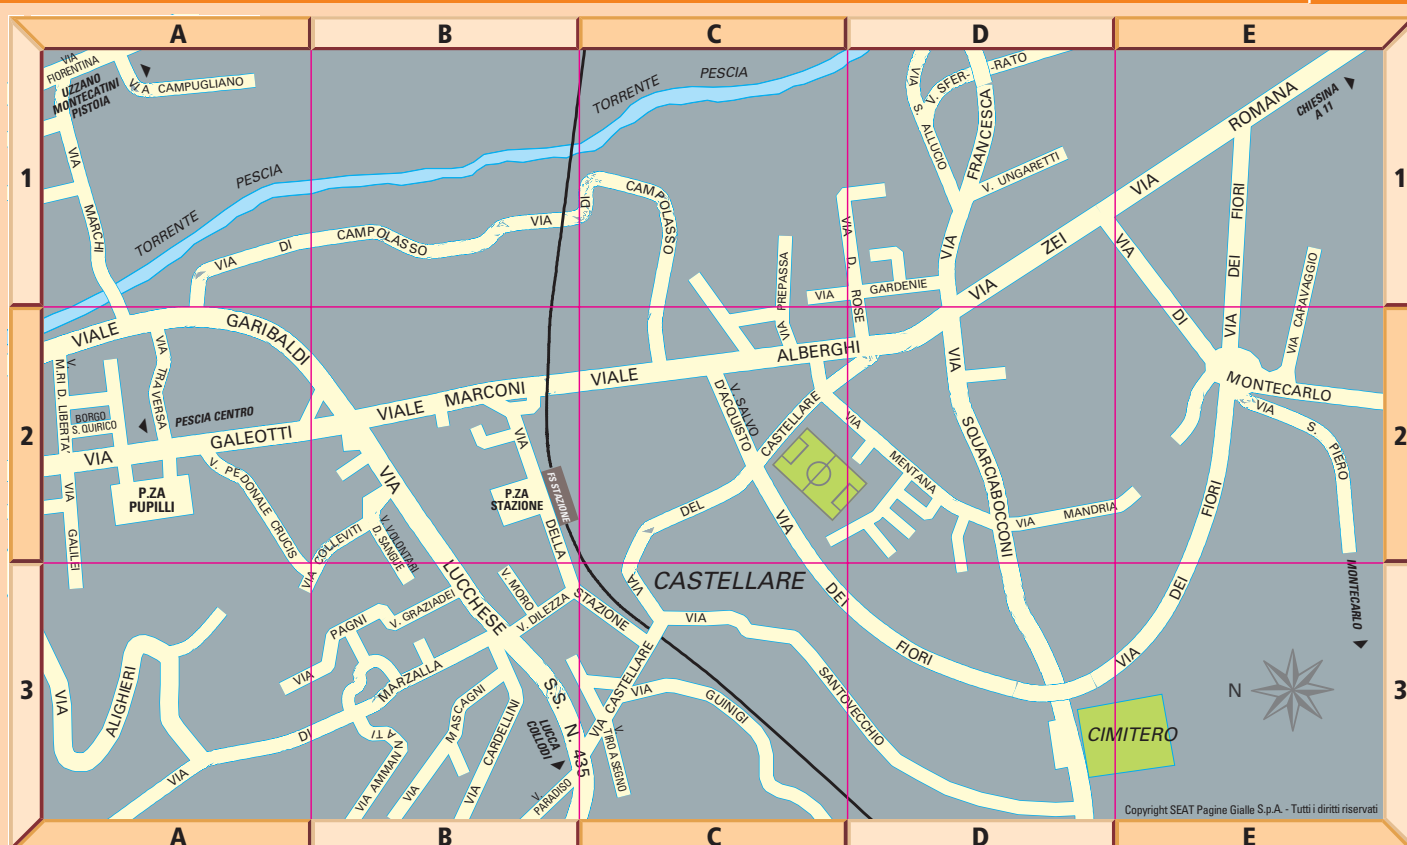 A B C D E
1 1
2 2
3 3
VIA
FIORENTINA
UZZANO
MONTECATINI
PISTOIA
VIA CAMPUGLIANO
VIA MARCHI
TORRENTE PESCIA
TORRENTE PESCIA
VIA DI CAMPOLASSO
VIA DI CAMPOLASSO
VIA S. ALLUCIO
V. SFER- -RATO
VIA FRANCESCA
V. UNGARETTI
VIA ZEI
VIA ROMANA
CHIESINA
A 11
VIA D. ROSE
VIA GARDENIE
VIA PREPASSA
VIA DI MONTECARLO
VIA DEI FIORI
VIA CARAVAGGIO
VIALE GARIBALDI
V.
M.RI D. LIBERTA'
BORGO
S. QUIRICO
VIA TRAVERSA
PESCIA CENTRO
VIA GALEOTTI
VIALE MARCONI
VIALE ALBERGHI
P.ZA
PUPILLI
VIA GALILEI
V. PEDONALE CRUCIS
VIA COLLEVITI
V. VOLONTARI
D. SANGUE
VIA LUCCHESE
P.ZA
STAZIONE
FS STAZIONE
VIA DELLA STAZIONE
V. SALVO
D'ACQUISTO
VIA DEL CASTELLARE
VIA MENTANA
VIA SQUARCIABOCCONI
VIA MANDRIA
VIA S. PIERO
MONTECARLO
VIA DEI FIORI
VIA DEI FIORI
CASTELLARE
VIA ALIGHIERI
VIA DI MARZALLA
VIA PAGNI
V. GRAZIADEI
V. MORO
V. DILEZZA
VIA AMMANNATI
VIA MASCAGNI
VIA CARDELLINI
LUCCA
COLLODI
S.S. N. 435
V.
PARADISO
VIA CASTELLARE
V.
TIRO A SEGNO
VIA GUINIGI
VIA SANTOVECCHIO
CIMITERO
N
Copyright SEAT Pagine Gialle S.p.A. - Tutti i diritti riservati
A B C D E